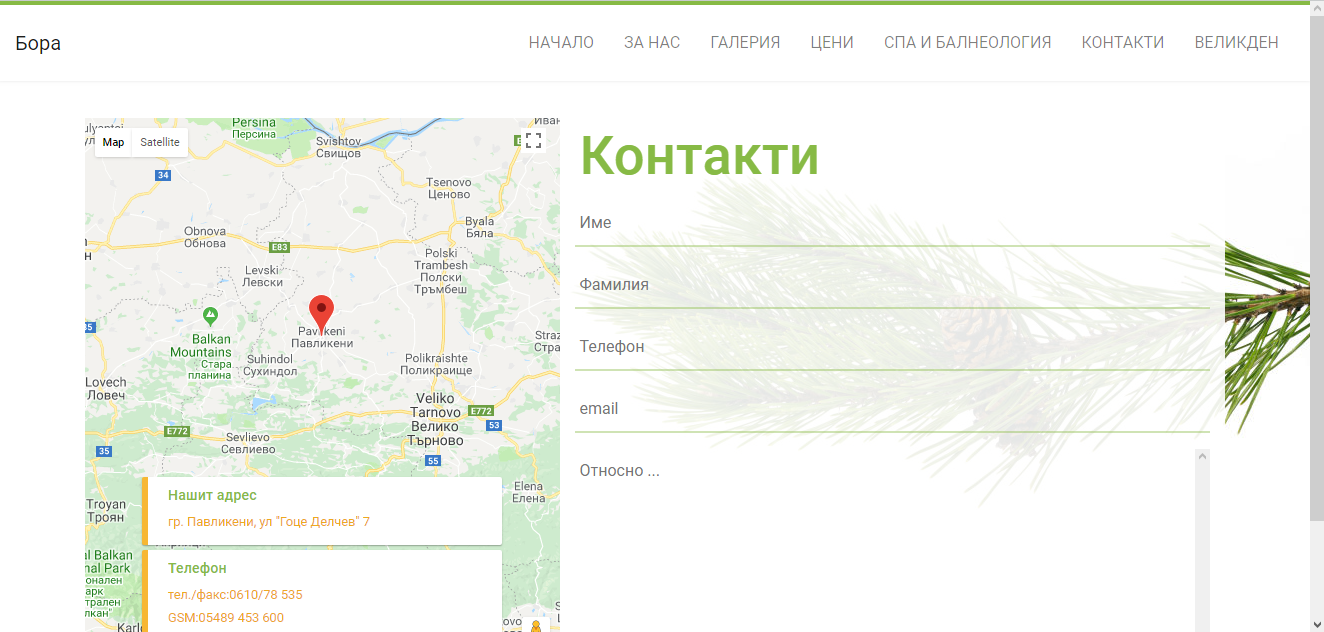 Бора
НАЧАЛО ЗА НАС ГАЛЕРИЯ ЦЕНИ СПА И БАЛНЕОЛОГИЯ КОНТАКТИ ВЕЛИКДЕН
Map Satellite
Persina
Персина
Svishtov
Свищов
34
Tsenovo
Ценово
Byala
Бяла
Obnova
Обнова
E83
Polski
Trambesh
Полски
Тръмбеш
Levski
Левски
Pavlikeni
Павликени
Balkan
Mountains
Стара
планина
Suhindol
Сухиндол
Polikraishte
Поликраище
Lovech
Ловеч
Veliko
Tarnovo
Велико
Търново
E772
53
E772
Sevlievo
Севлиево
35
55
Elena
Елена
Troyan
Троян
Нашит адрес
гр. Павликени, ул "Гоце Делчев" 7
Телефон
тел./факс:0610/78 535
GSM:05489 453 600
Контакти
Име
Фамилия
Телефон
email
Относно ...